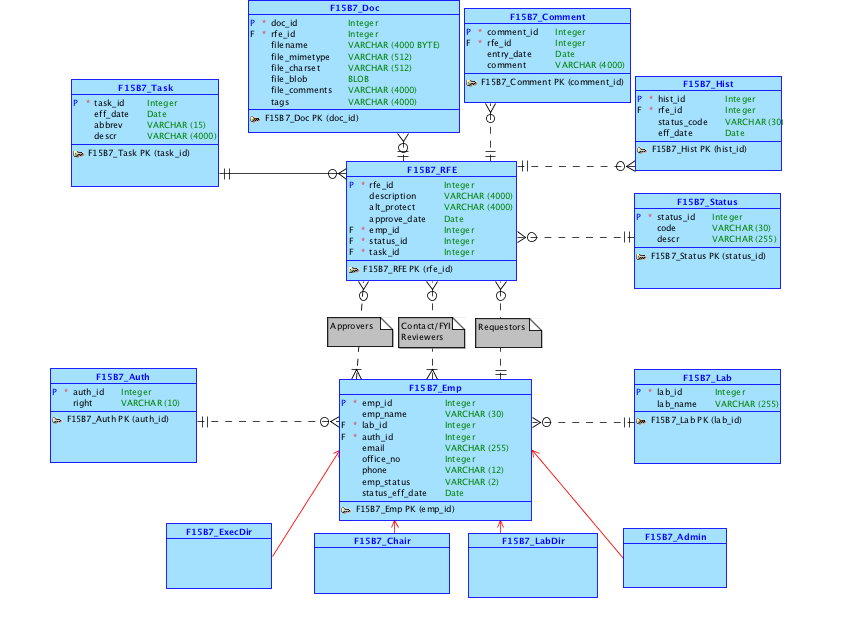 F15B7_Doc
P * doc_id Integer
F * rfe_id Integer
filename VARCHAR (4000 BYTE)
file_mimetype VARCHAR (512)
file_charset VARCHAR (512)
file_blob BLOB
file_comments VARCHAR (4000)
tags VARCHAR (4000)
F15B7_Doc PK (doc_id)
F15B7_Comment
P * comment_id Integer
F * rfe_id Integer
entry_date Date
comment VARCHAR (4000)
F15B7_Comment PK (comment_id)
F15B7_Task
P * task_id Integer
eff_date Date
abbrev VARCHAR (15)
descr VARCHAR (4000)
F15B7_Task PK (task_id)
F15B7_Hist
P * hist_id Integer
F * rfe_id Integer
status_code VARCHAR (30)
eff_date Date
F15B7_Hist PK (hist_id)
F15B7_RFE
P * rfe_id Integer
description VARCHAR (4000)
alt_protect VARCHAR (4000)
approve_date Date
F * emp_id Integer
F * status_id Integer
F * task_id Integer
F15B7_RFE PK (rfe_id)
F15B7_Status
P * status_id Integer
code VARCHAR (30)
descr VARCHAR (255)
F15B7_Status PK (status_id)
Approvers
Contact/FYI
Reviewers
Requestors
F15B7_Auth
P * auth_id Integer
right VARCHAR (10)
F15B7_Auth PK (auth_id)
F15B7_Emp
P * emp_id Integer
emp_name VARCHAR (30)
F * lab_id Integer
F * auth_id Integer
email VARCHAR (255)
office_no Integer
phone VARCHAR (12)
emp_status VARCHAR (2)
status_eff_date Date
F15B7_Emp PK (emp_id)
F15B7_Lab
P * lab_id Integer
lab_name VARCHAR (255)
F15B7_Lab PK (lab_id)
F15B7_ExecDir
F15B7_Chair
F15B7_LabDir
F15B7_Admin